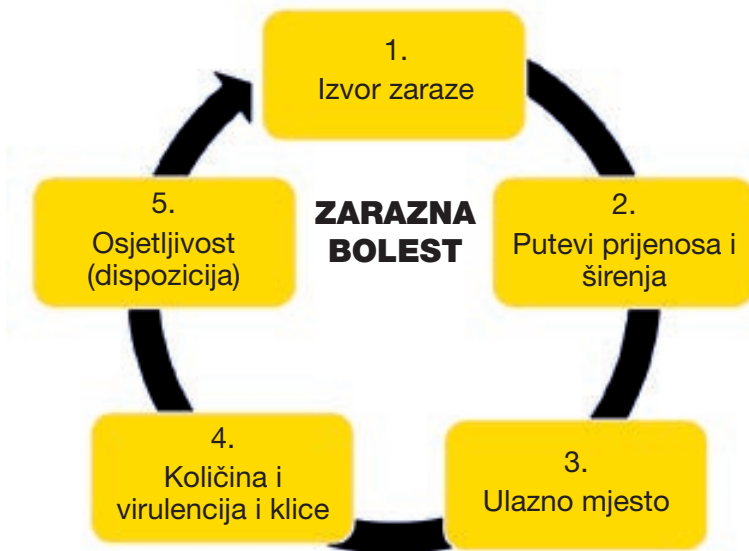 1.
Izvor zaraze
ZARAZNA
BOLEST
2.
Putevi prijenosa i
širenja
3.
Ulazno mjesto
4.
Količina i
virulencija i klice
5.
Osjetljivost
(dispozicija)